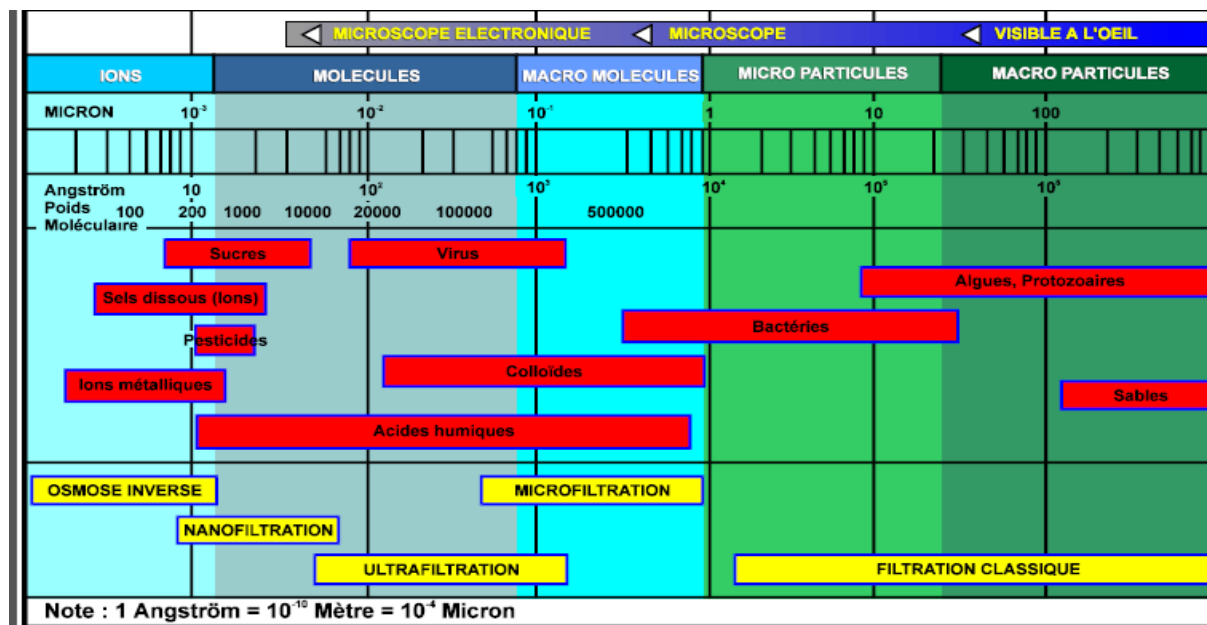 MICROSCOPE ELECTRONIQUE MICROSCOPE VISIBLE A L'OEIL
IONS MOLECULES MACRO MOLECULES MICRO PARTICULES MACRO PARTICULES
MICRON 10⁻³ 10⁻² 10⁻¹ 1 10 100
Angström 10 10² 10³ 10⁴ 10⁵ 10⁵
Poids
Moléculaire 100 200 1000 10000 20000 100000 500000
Sucres Virus
Algues, Protozoaires
Sels dissous (Ions)
Bactéries
Pesticides
Colloïdes
Ions métalliques
Sables
Acides humiques
OSMOSE INVERSE MICROFILTRATION
NANOFILTRATION
ULTRAFILTRATION FILTRATION CLASSIQUE
Note : 1 Angström = 10⁻¹⁰ Mètre = 10⁻⁴ Micron